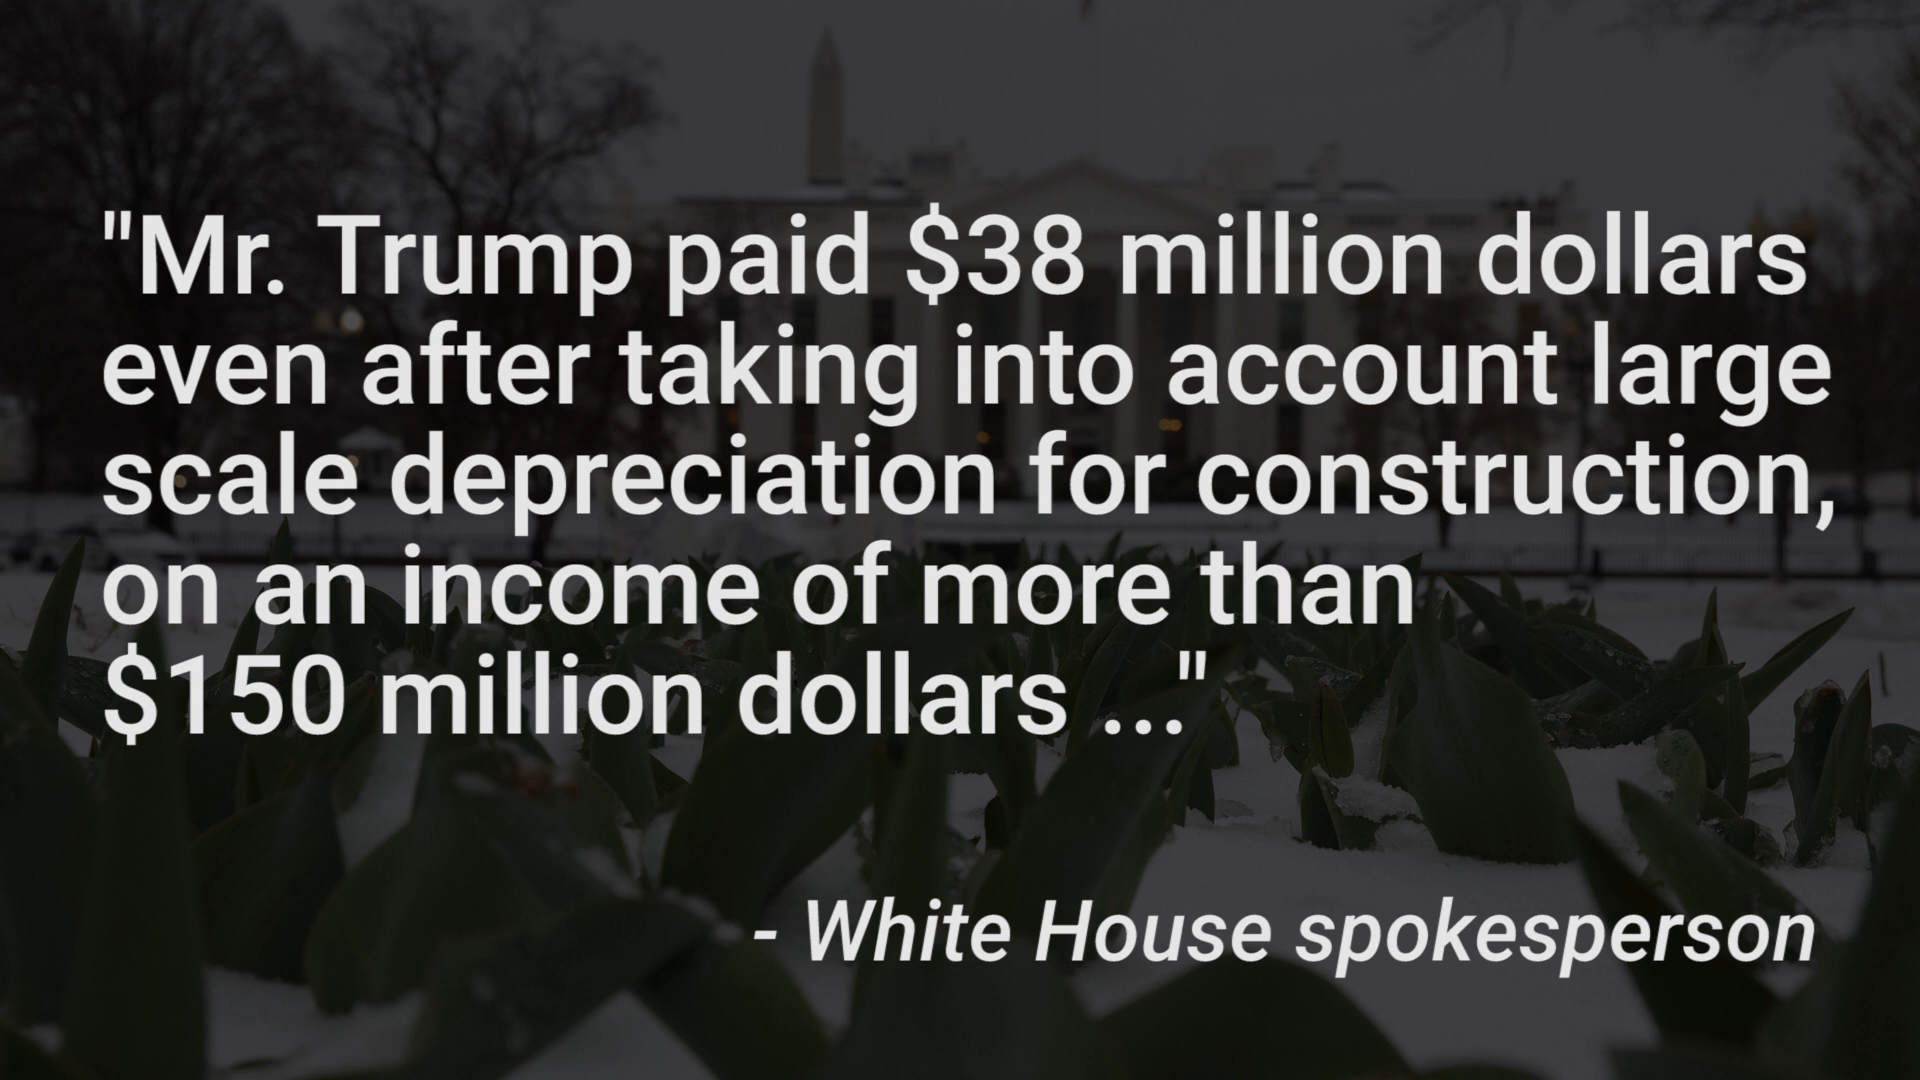 "Mr. Trump paid $38 million dollars
even after taking into account large
scale depreciation for construction,
on an income of more than
$150 million dollars ..."
- White House spokesperson